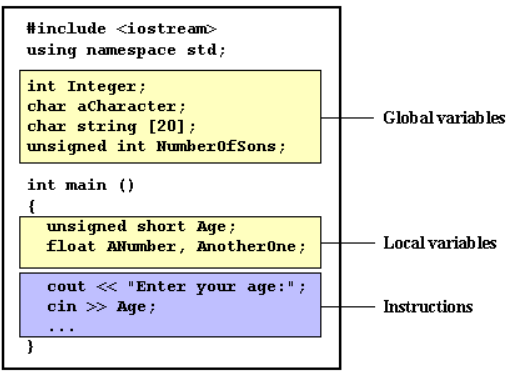 #include <iostream>
using namespace std;
int Integer;
char aCharacter;
char string [20];
unsigned int NumberOfSons;
Global variables
int main ()
{
unsigned short Age;
float ANumber, AnotherOne;
Local variables
cout << "Enter your age:";
cin >> Age;
...
Instructions
}